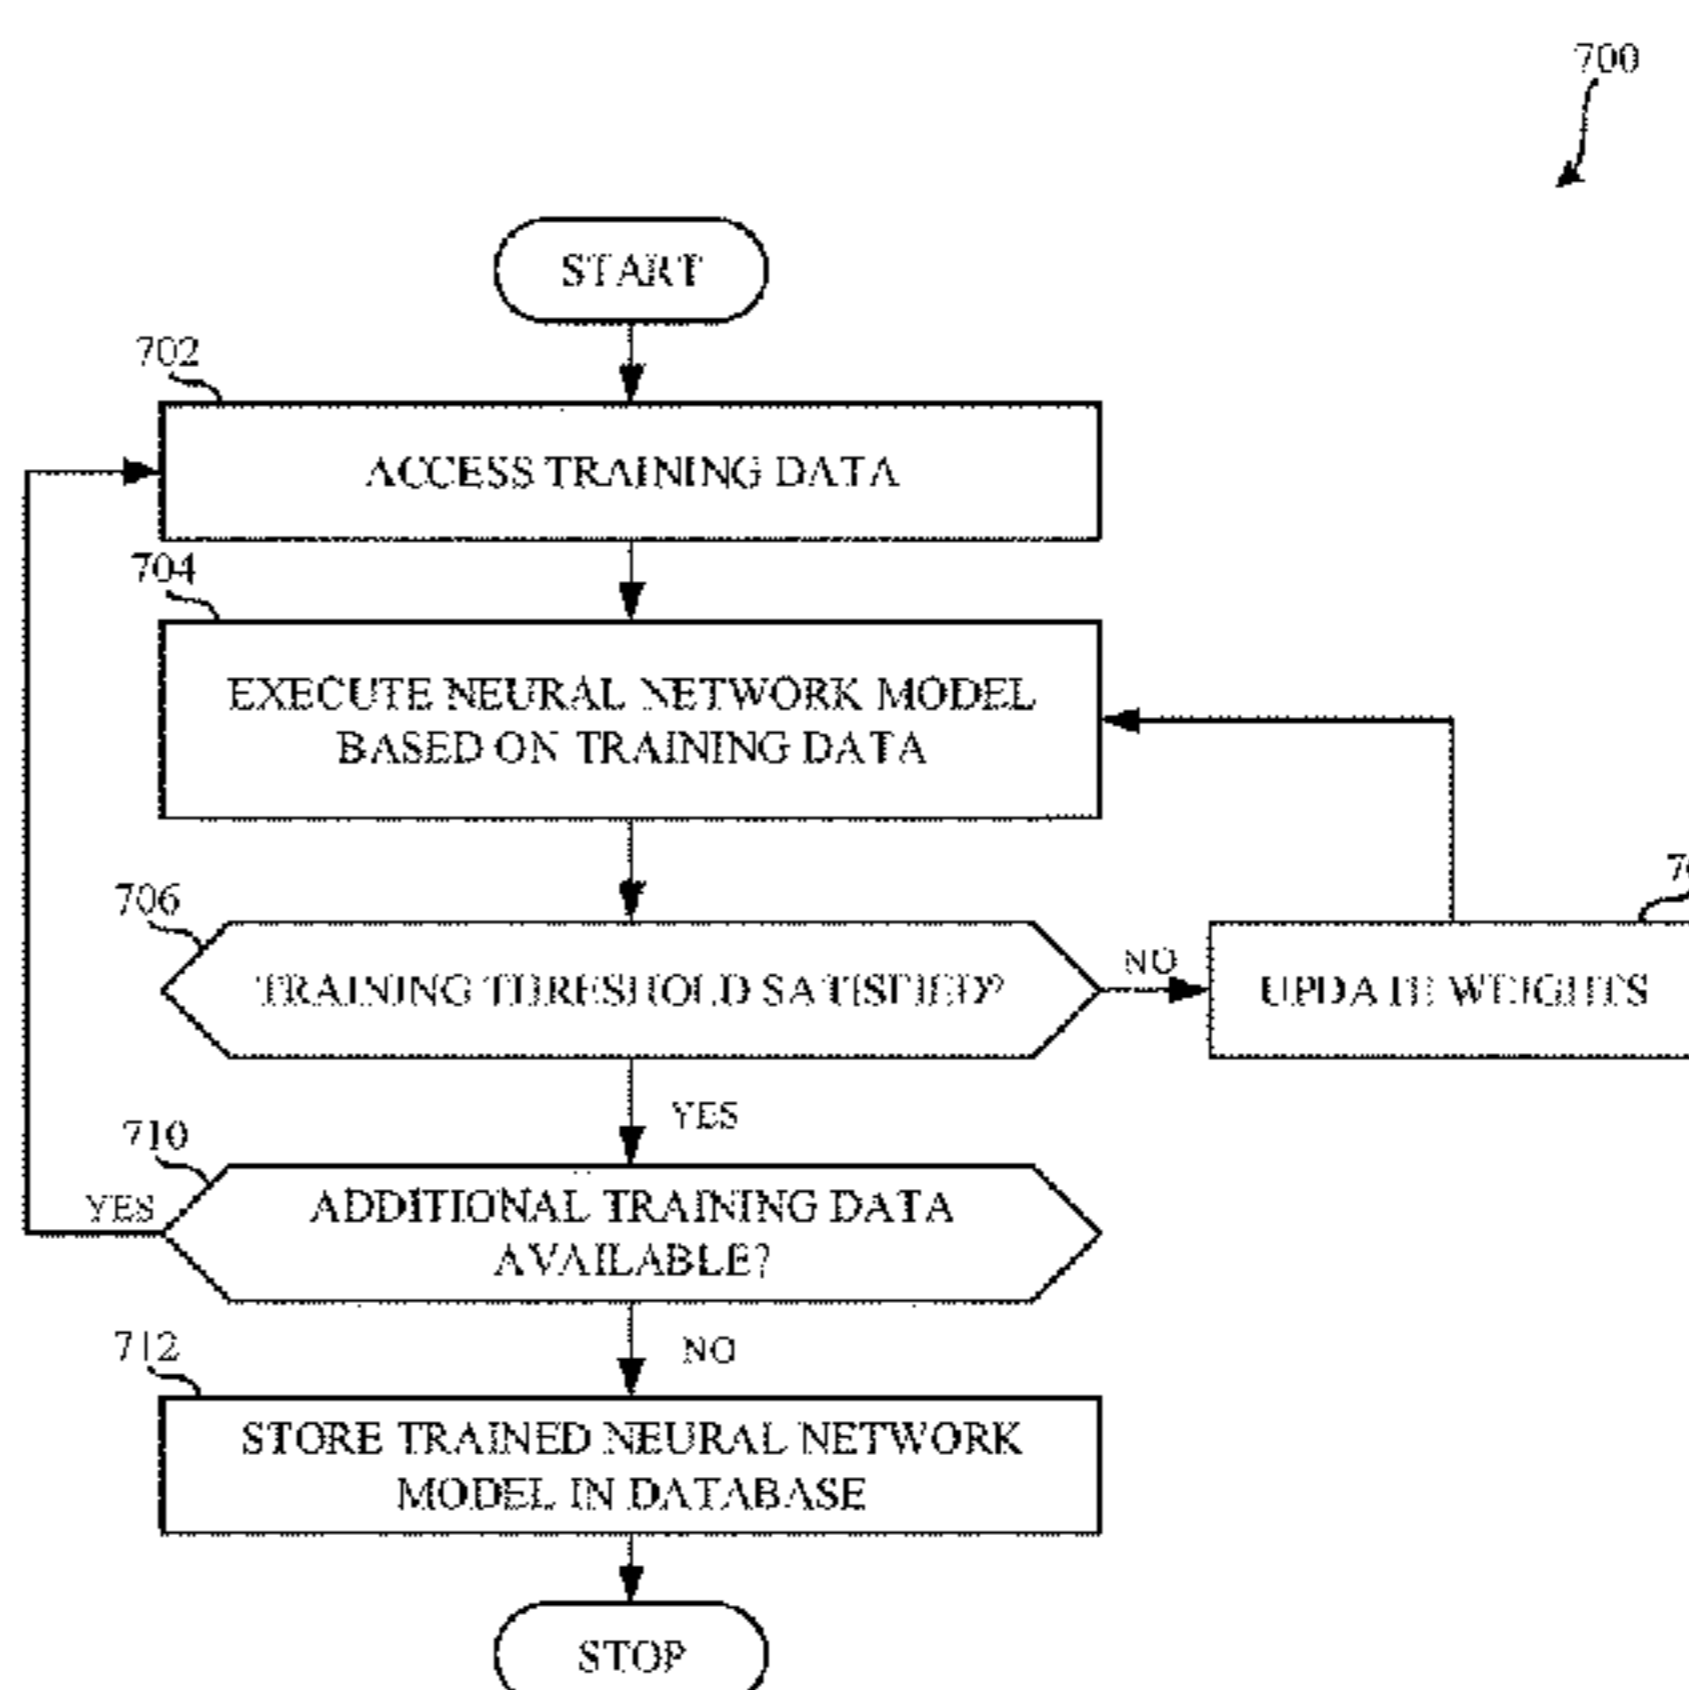 700
START
702
ACCESS TRAINING DATA
704
EXECUTE NEURAL NETWORK MODEL
BASED ON TRAINING DATA
706
TRAINING THRESHOLD SATISFIED?
NO
UPDATE WEIGHTS
YES
710
YES
ADDITIONAL TRAINING DATA
AVAILABLE?
NO
712
STORE TRAINED NEURAL NETWORK
MODEL IN DATABASE
STOP